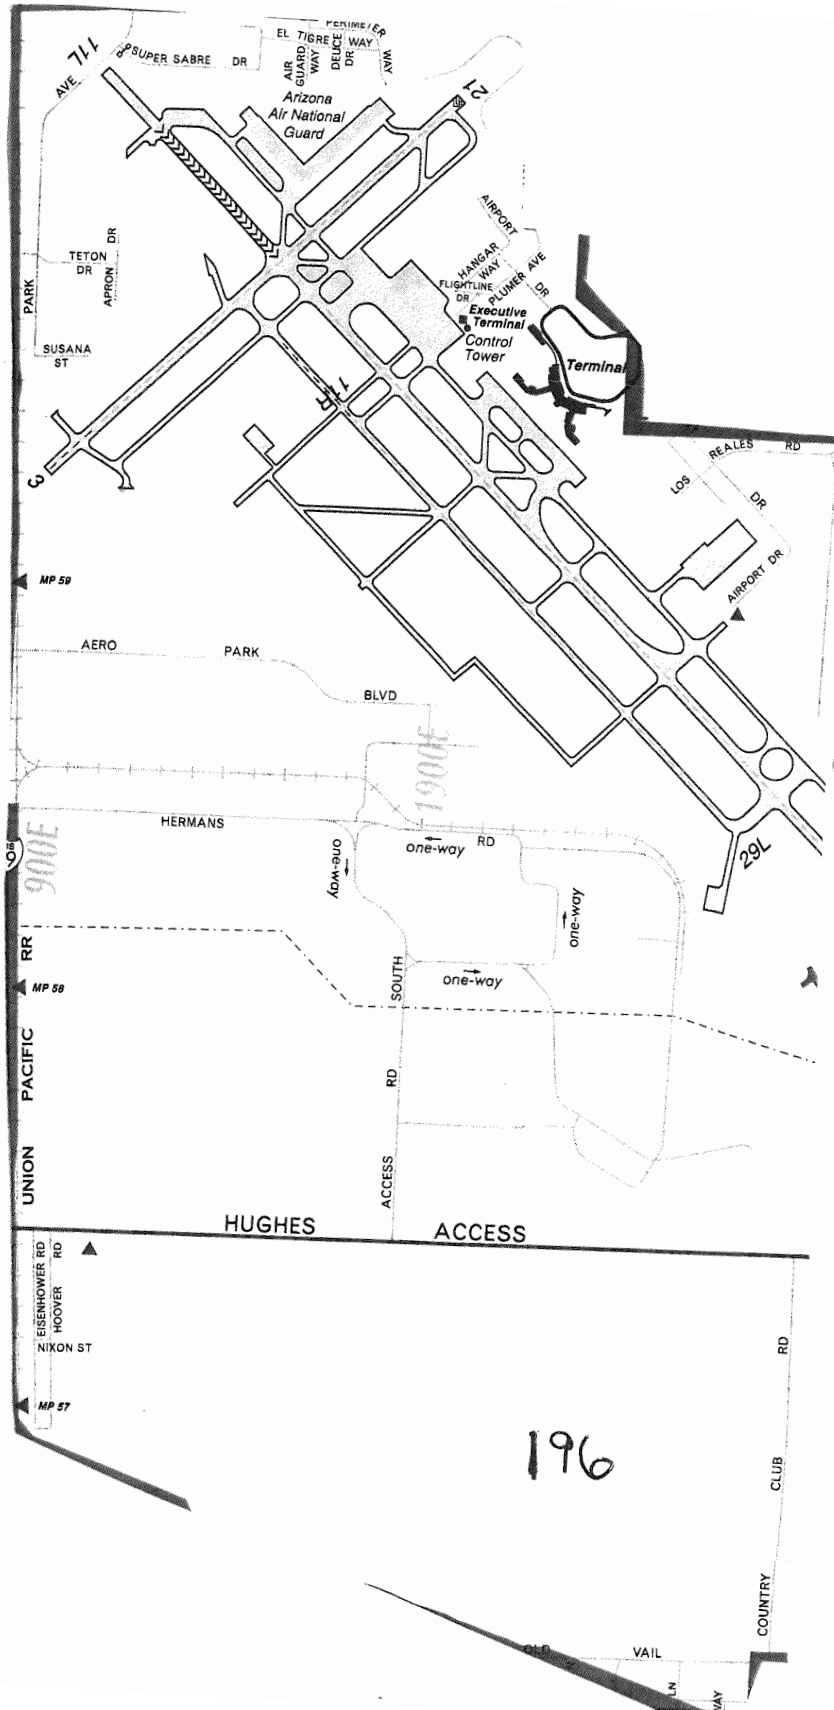 PERIMETER WAY
EL TIGRE WAY
11L
SUPER SABRE DR
AIR GUARD WAY
DEUCE DR
AVE
21
Arizona
Air National
Guard
AIRPORT DR
TETON DR
APRON DR
HANGAR WAY
PLUMER AVE
FLIGHTLINE DR
PARK
Executive
Terminal
Control
Tower
SUSANA ST
Terminal
11R
LOS REALES RD
3
DR
MP 59
AIRPORT DR
AERO PARK BLVD
1900E
HERMANS RD
one-way
one-way
29L
900E
one-way
one-way
SOUTH ACCESS RD
MP 58
UNION PACIFIC RR
HUGHES ACCESS
EISENHOWER RD
HOOVER RD
NIXON ST
MP 57
196
COUNTRY CLUB RD
OLD VAIL
LN
WAY